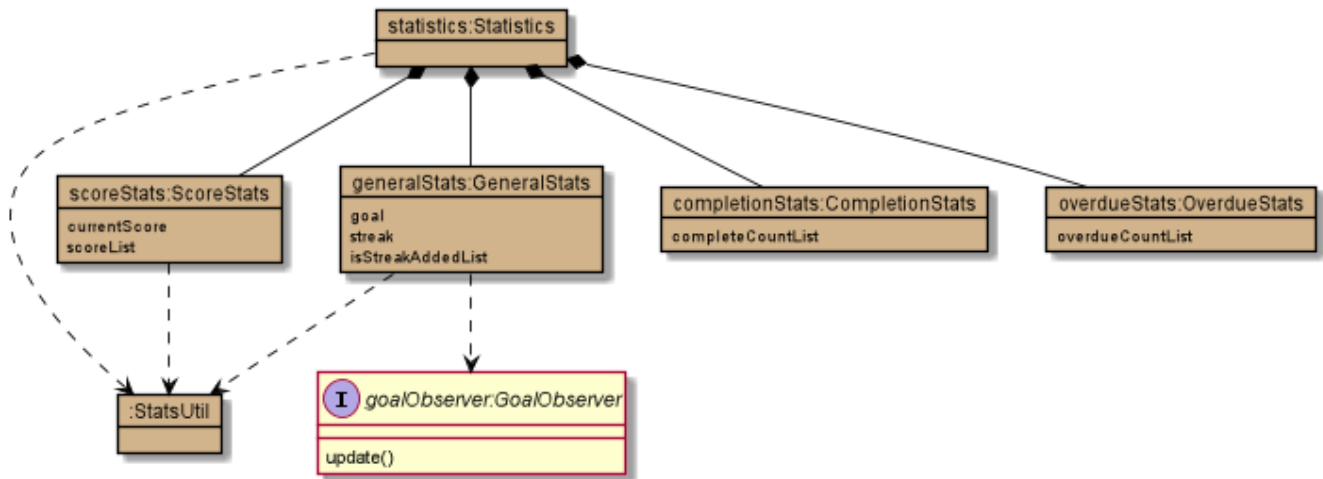 statistics:Statistics
scoreStats:ScoreStats
currentScore
scoreList
generalStats:GeneralStats
goal
streak
isStreakAddedList
completionStats:CompletionStats
completeCountList
overdueStats:OverdueStats
overdueCountList
:StatsUtil
I goalObserver:GoalObserver
update()